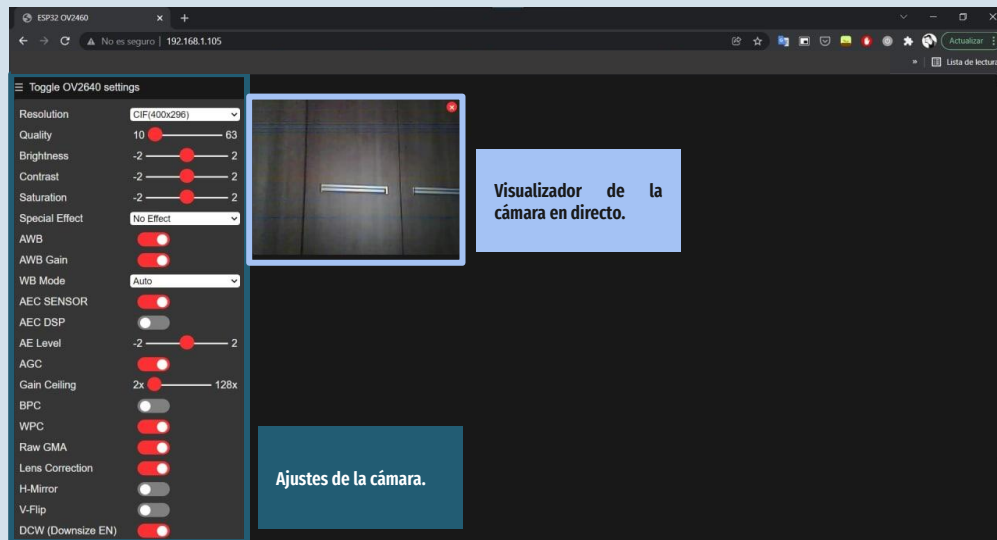 ESP32 OV2460
No es seguro | 192.168.1.105
Actualizar
» Lista de lectura
Toggle OV2640 settings
Resolution CIF(400x296)
Quality 10 63
Brightness -2 2
Contrast -2 2
Saturation -2 2
Special Effect No Effect
AWB
AWB Gain
WB Mode Auto
AEC SENSOR
AEC DSP
AE Level -2 2
AGC
Gain Ceiling 2x 128x
BPC
WPC
Raw GMA
Lens Correction
H-Mirror
V-Flip
DCW (Downsize EN)
Visualizador de la
cámara en directo.
Ajustes de la cámara.